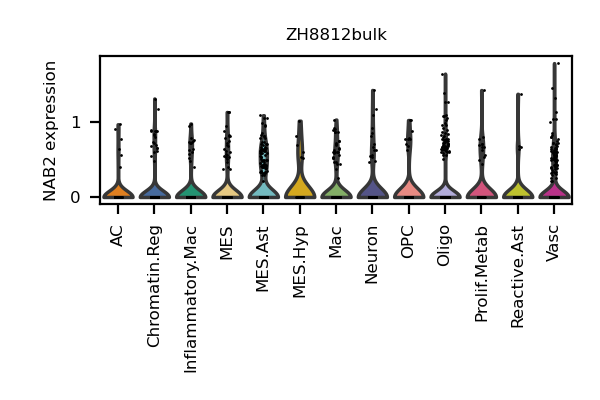 ZH8812bulk
NAB2 expression
1
0
AC
Chromatin.Reg
Inflammatory.Mac
MES
MES.Ast
MES.Hyp
Mac
Neuron
OPC
Oligo
Prolif.Metab
Reactive.Ast
Vasc